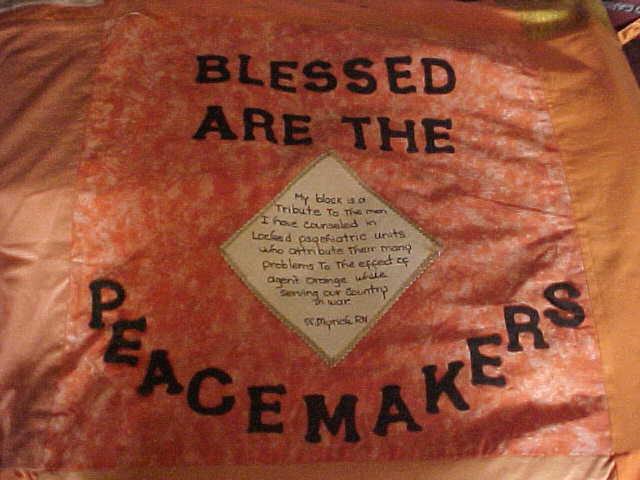 BLESSED
ARE THE
My block is a
Tribute To The men
I have counseled in
Locked psychiatric units
who attribute Their many
problems To The effect of
agent orange while
serving our Country
in war.
RN
PEACEMAKERS